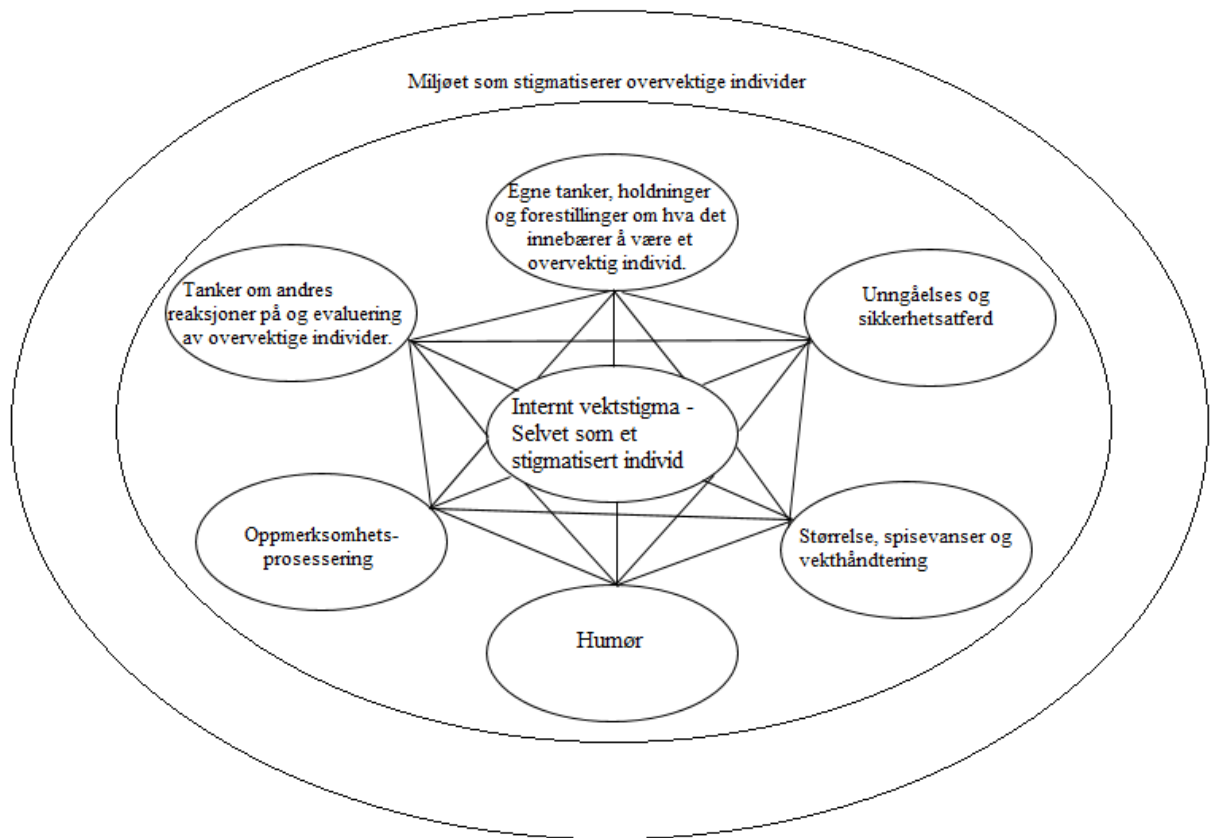 Miljøet som stigmatiserer overvektige individer
Egne tanker, holdninger
og forestillinger om hva det
innebærer å være et
overvektig individ.
Tanker om andres
reaksjoner på og evaluering
av overvektige individer.
Unngåelses og
sikkerhetsatferd
Internt vektstigma -
Selvet som et
stigmatisert individ
Oppmerksomhets-
prosessering
Størrelse, spisevanser og
vekthåndtering
Humør